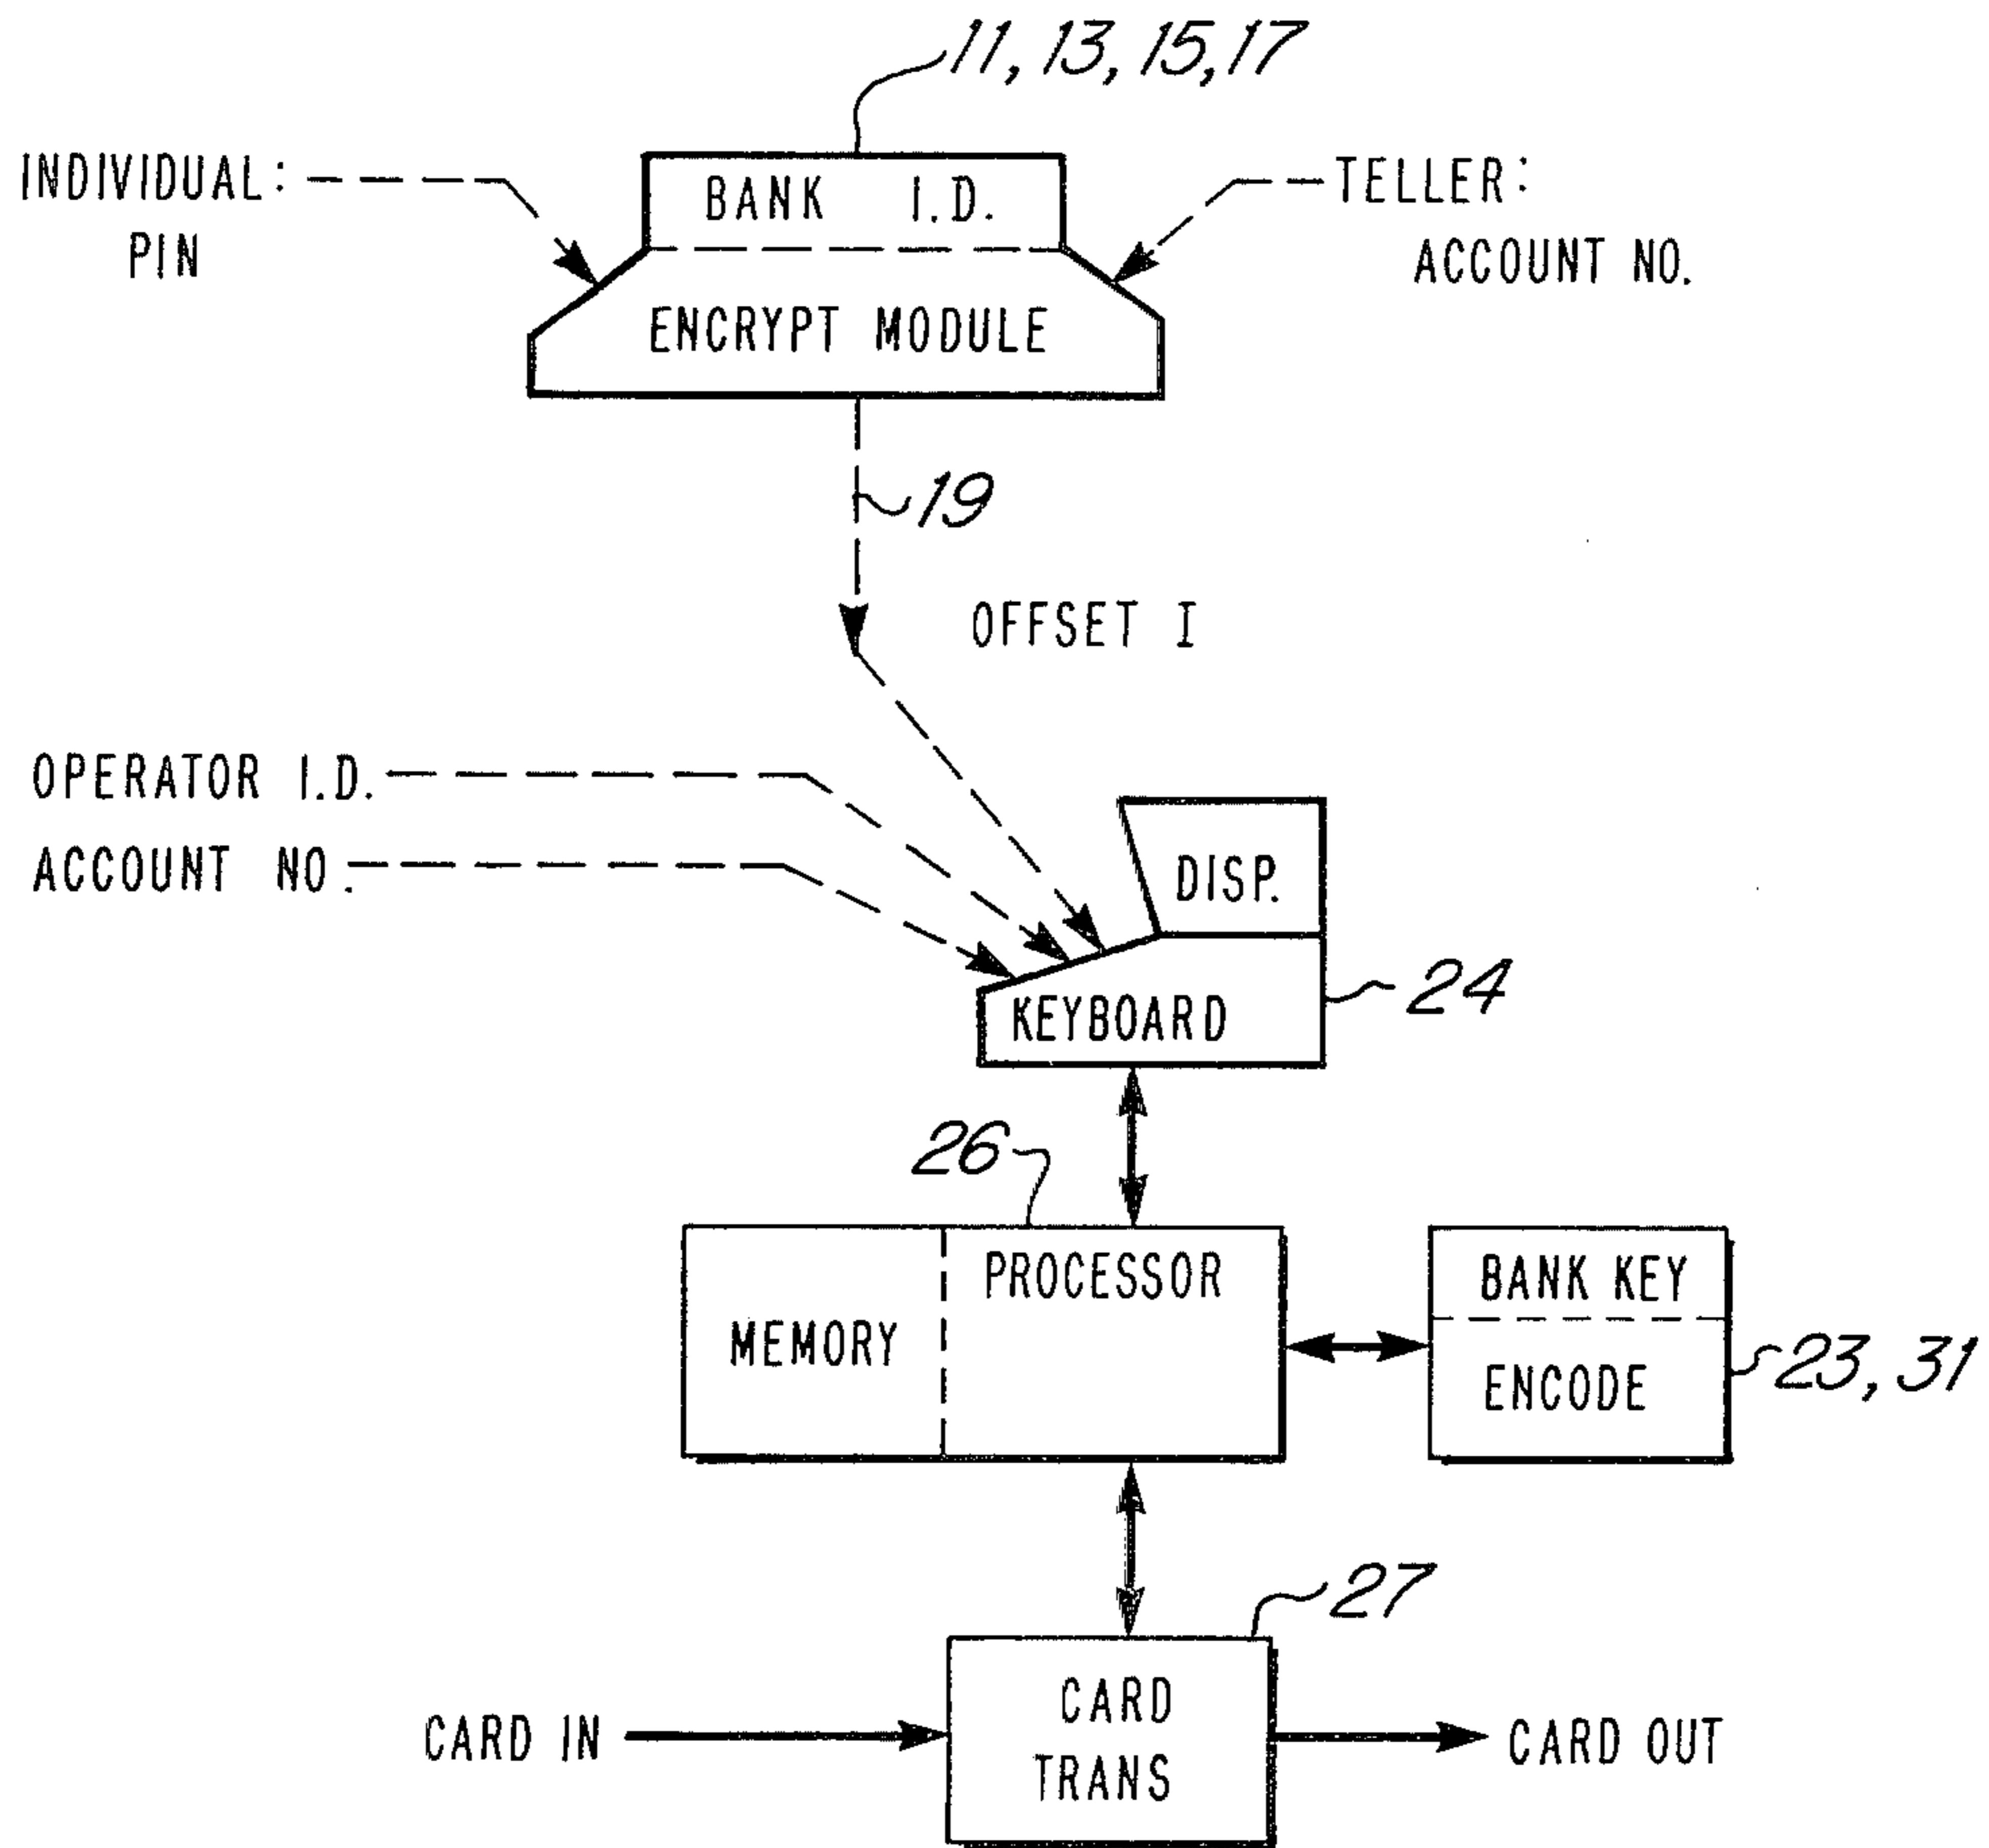 11, 13, 15, 17
INDIVIDUAL:
PIN
BANK I.D.
TELLER:
ACCOUNT NO.
ENCRYPT MODULE
19
OFFSET I
OPERATOR I.D.
ACCOUNT NO.
DISP.
KEYBOARD
24
26
PROCESSOR
MEMORY
BANK KEY
ENCODE
23, 31
27
CARD IN
CARD
TRANS
CARD OUT